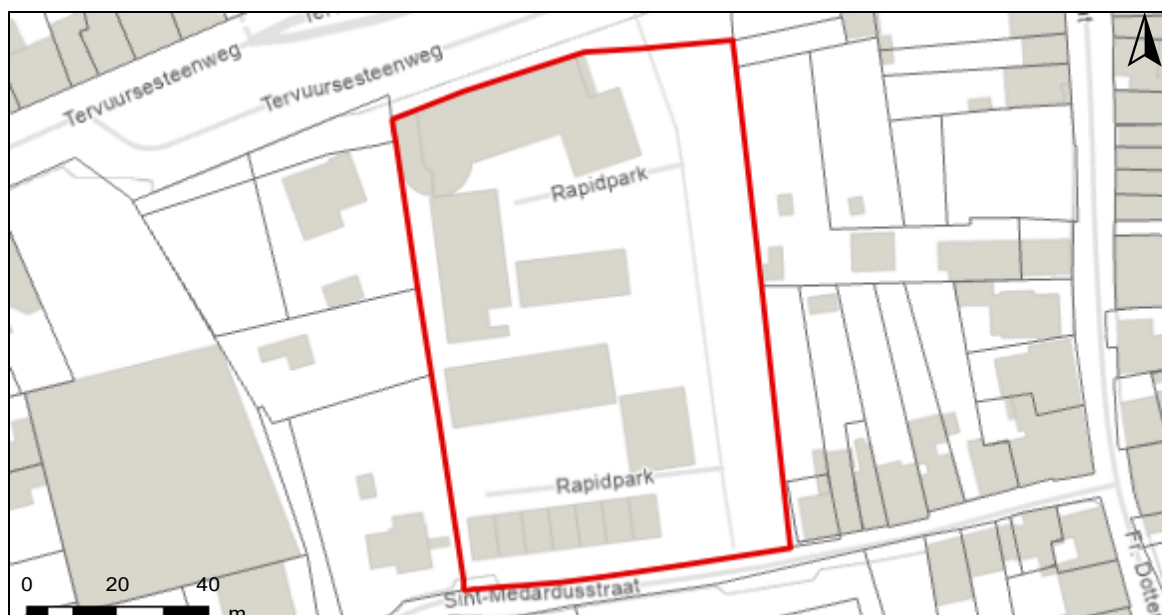 Tervuursesteenweg
Tervuursesteenweg
Rapidpark
Rapidpark
Sint-Medardusstraat
Fr. Dotte
0 20 40
m